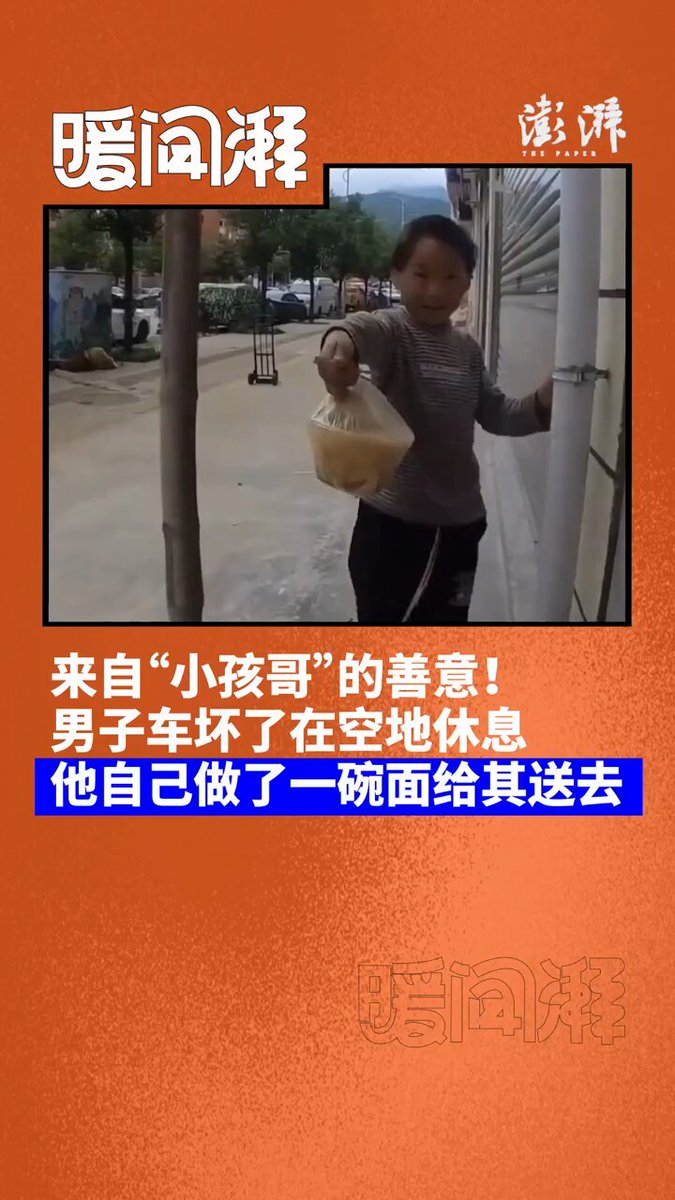 暖闻湃
澎湃
THE PAPER
来自“小孩哥”的善意！
男子车坏了在空地休息
他自己做了一碗面给其送去
暖闻湃